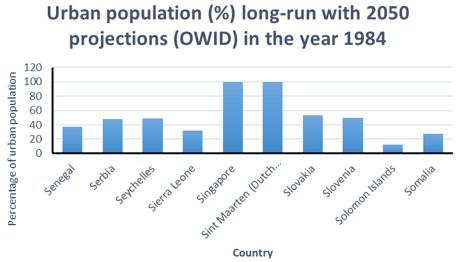 Urban population (%) long-run with 2050
projections (OWID) in the year 1984
Percentage of urban population
120
100
80
60
40
20
0
Senegal
Serbia
Seychelles
Sierra Leone
Singapore
Sint Maarten (Dutch...
Slovakia
Slovenia
Solomon Islands
Somalia
Country